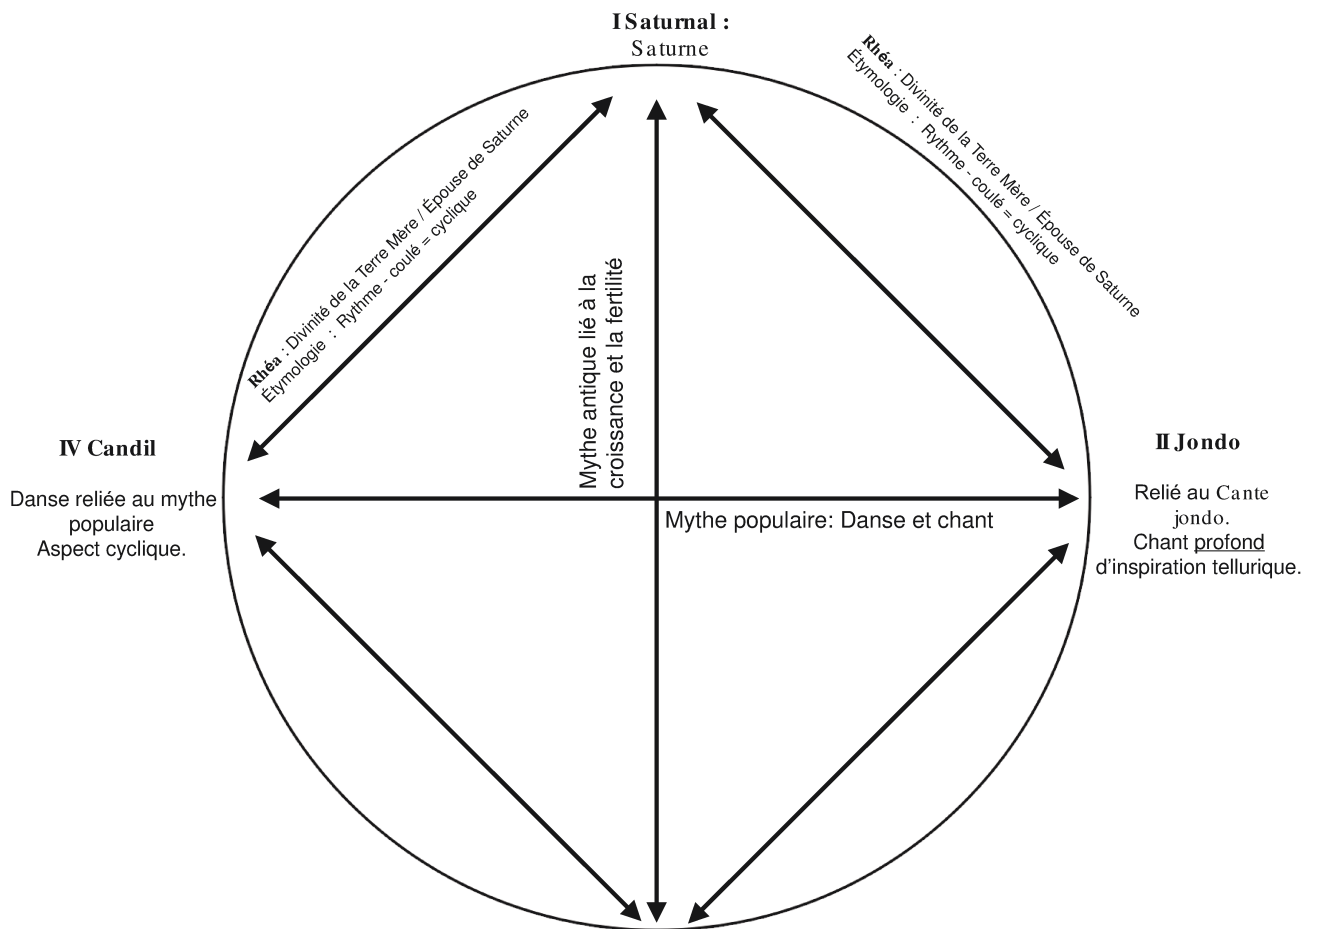 I Saturnal :
Saturne
Rhéa : Divinité de la Terre Mère / Épouse de Saturne
Étymologie : Rythme - coulé = cyclique
Rhéa : Divinité de la Terre Mère / Épouse de Saturne
Étymologie : Rythme - coulé = cyclique
Mythe antique lié à la
croissance et la fertilité
IV Candil
Danse reliée au mythe
populaire
Aspect cyclique.
Mythe populaire: Danse et chant
II Jondo
Relié au Cante
jondo.
Chant profond
d'inspiration tellurique.